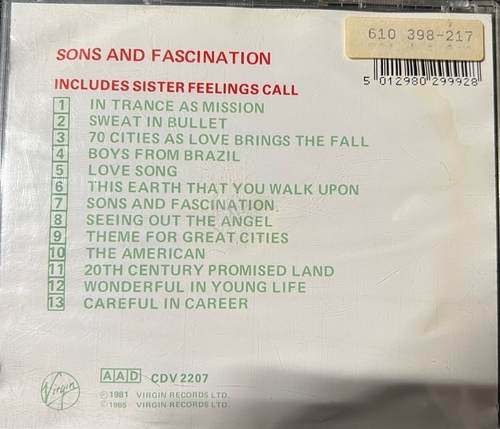 610 398-217
SONS AND FASCINATION
5 012980 299928
INCLUDES SISTER FEELINGS CALL
1 IN TRANCE AS MISSION
2 SWEAT IN BULLET
3 70 CITIES AS LOVE BRINGS THE FALL
4 BOYS FROM BRAZIL
5 LOVE SONG
6 THIS EARTH THAT YOU WALK UPON
7 SONS AND FASCINATION
8 SEEING OUT THE ANGEL
9 THEME FOR GREAT CITIES
10 THE AMERICAN
11 20TH CENTURY PROMISED LAND
12 WONDERFUL IN YOUNG LIFE
13 CAREFUL IN CAREER
Virgin
AAD CDV 2207
℗ 1981 VIRGIN RECORDS LTD.
© 1985 VIRGIN RECORDS LTD.